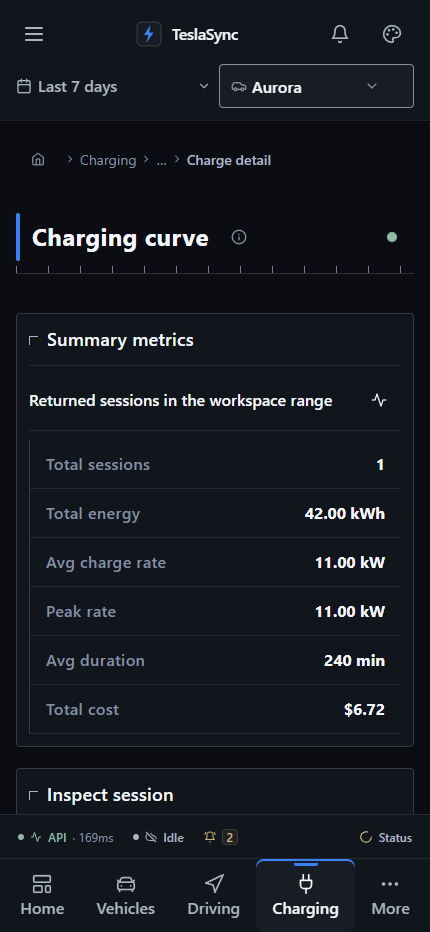 TeslaSync
Last 7 days
Aurora
Charging
...
Charge detail
Charging curve
Summary metrics
Returned sessions in the workspace range
Total sessions 1
Total energy 42.00 kWh
Avg charge rate 11.00 kW
Peak rate 11.00 kW
Avg duration 240 min
Total cost $6.72
Inspect session
API · 169ms Idle 2 Status
Home Vehicles Driving Charging More